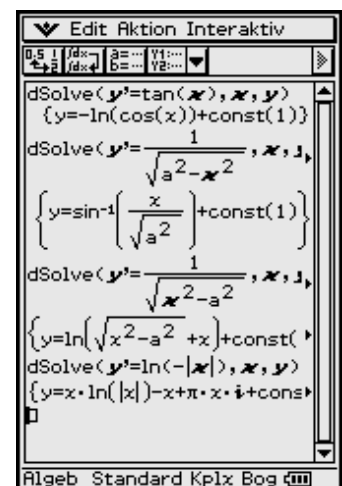 Edit Aktion Interaktiv
dSolve(y'=tan(x),x,y)
{y=-ln(cos(x))+const(1)}
dSolve(y'=1/√(a²-x²),x,
{y=sin⁻¹(x/√(a²))+const(1)}
dSolve(y'=1/√(x²-a²),x,
{y=ln(√(x²-a²)+x)+const(
dSolve(y'=ln(-|x|),x,y)
{y=x·ln(|x|)-x+π·x·i+cons
Algeb Standard Kplx Bog